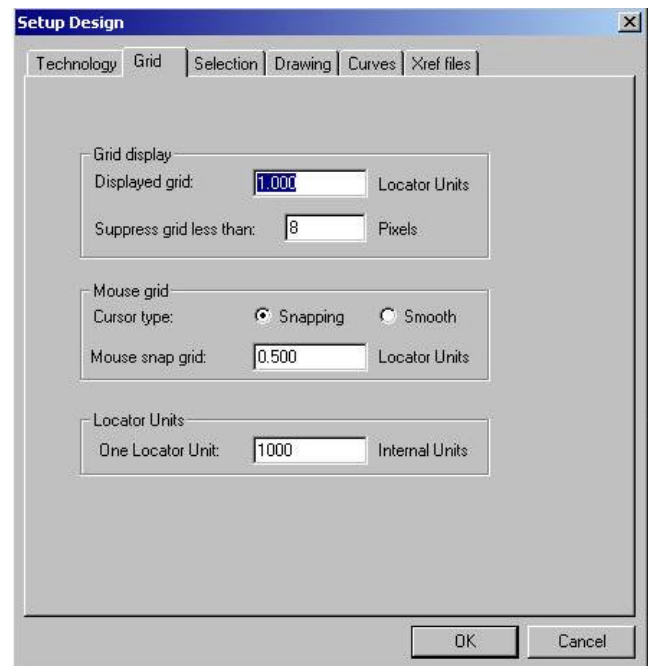 Setup Design
Technology Grid Selection Drawing Curves Xref files
Grid display
Displayed grid: 1.000 Locator Units
Suppress grid less than: 8 Pixels
Mouse grid
Cursor type: Snapping Smooth
Mouse snap grid: 0.500 Locator Units
Locator Units
One Locator Unit: 1000 Internal Units
OK Cancel